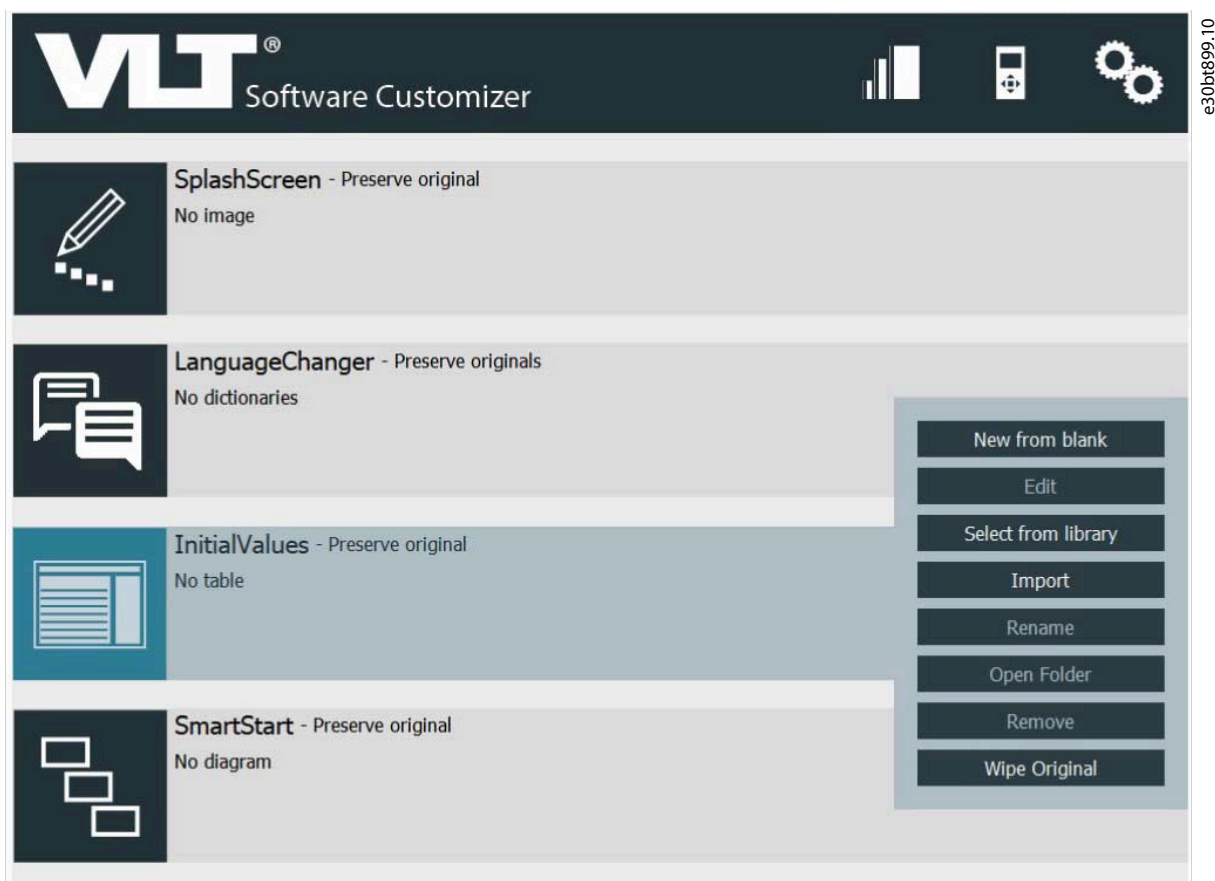 VLT®
Software Customizer
e30bt899.10
SplashScreen - Preserve original
No image
LanguageChanger - Preserve originals
No dictionaries
InitialValues - Preserve original
No table
New from blank
Edit
Select from library
Import
Rename
Open Folder
Remove
Wipe Original
SmartStart - Preserve original
No diagram